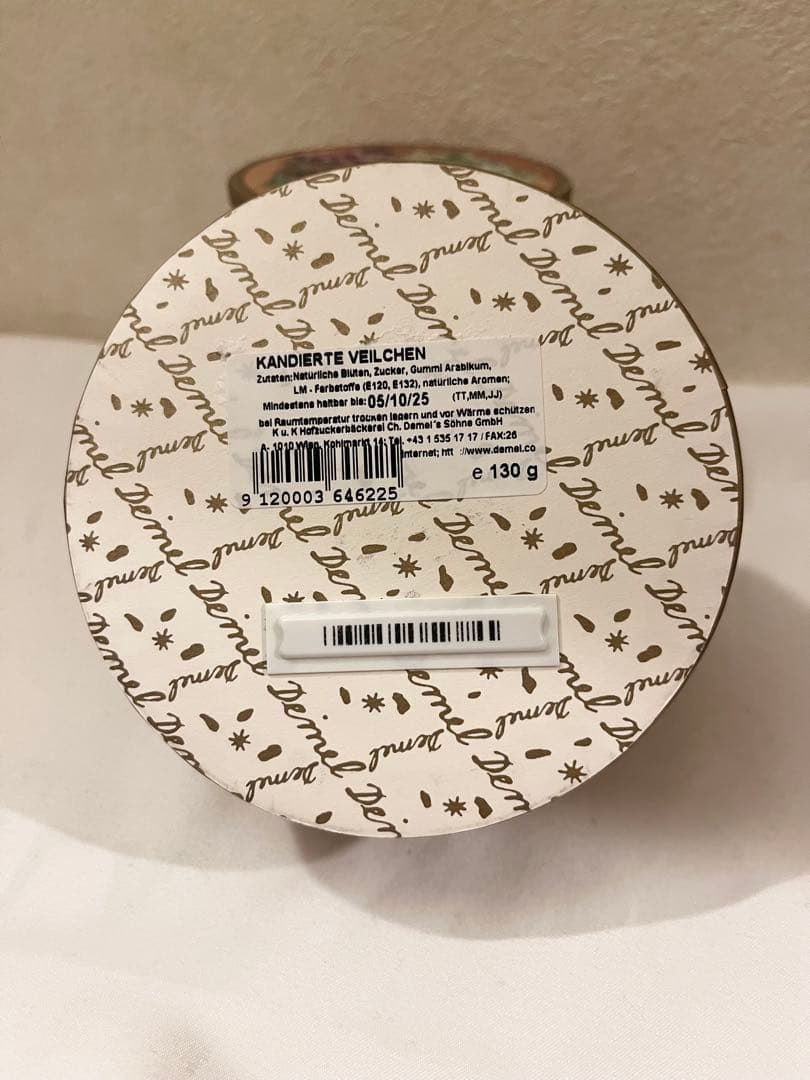 KANDIERTE VEILCHEN
Zutaten:Natürliche Blüten, Zucker, Gummi Arabikum,
LM - Farbstoffe (E120, E132), natürliche Aromen;
Mindestens haltbar bis: 05/10/25 (TT,MM,JJ)
bei Raumtemperatur trocken lagern und vor Wärme schützen
K u. K Hofzuckerbäckerei Ch. Demel's Söhne GmbH
A- 1010 Wien, Kohlmarkt 14; Tel. +43 1 535 17 17 / FAX:26
Internet; htt ://www.demel.co
e 130 g
9 120003 646225
Demel